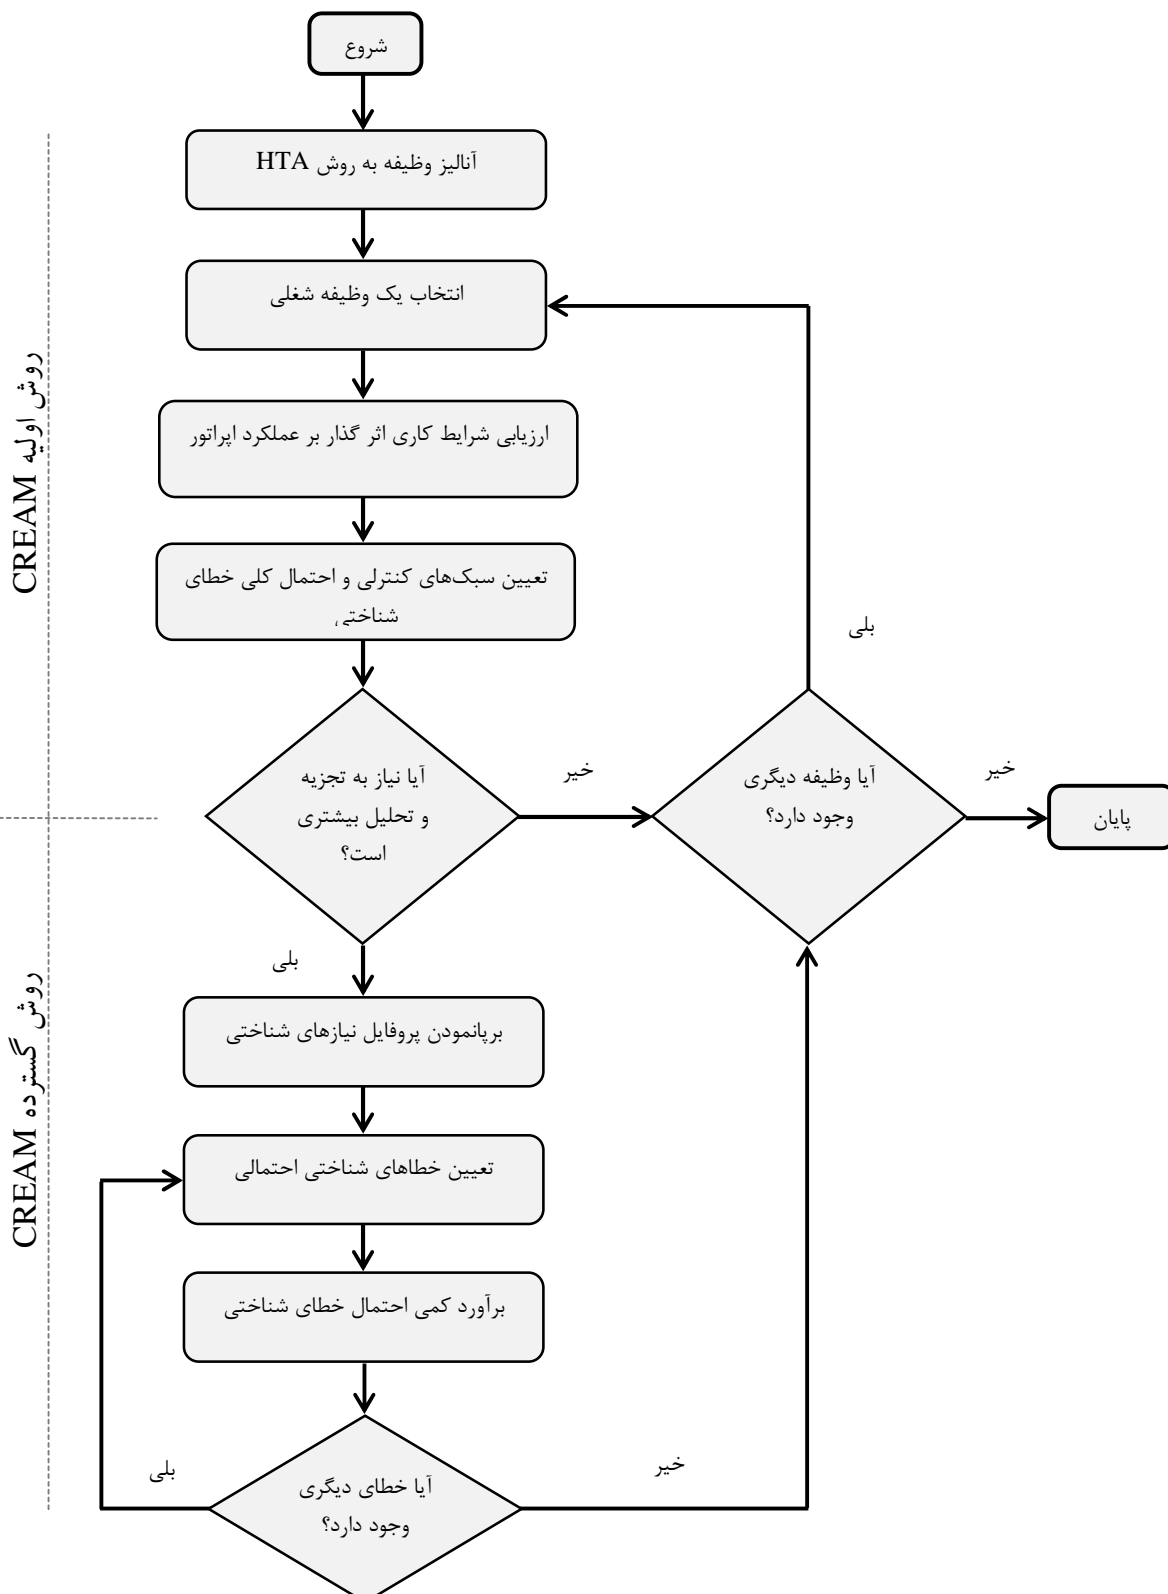 شروع
آنالیز وظیفه به روش HTA
انتخاب یک وظیفه شغلی
ارزیابی شرایط کاری اثر گذار بر عملکرد اپراتور
تعیین سبک‌های کنترلی و احتمال کلی خطای
شناختی
روش اولیه CREAM
بلی
آیا نیاز به تجزیه
و تحلیل بیشتری
است؟
خیر
آیا وظیفه دیگری
وجود دارد؟
خیر
پایان
بلی
برپانمودن پروفایل نیازهای شناختی
تعیین خطاهای شناختی احتمالی
برآورد کمی احتمال خطای شناختی
روش گسترده CREAM
آیا خطای دیگری
وجود دارد؟
بلی
خیر